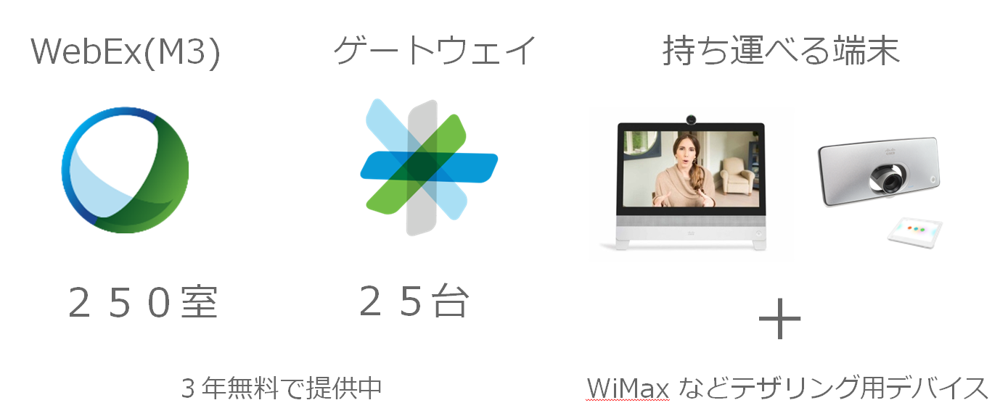 WebEx(M3)
ゲートウェイ
持ち運べる端末
２５０室
２５台
＋
３年無料で提供中
WiMax などテザリング用デバイス